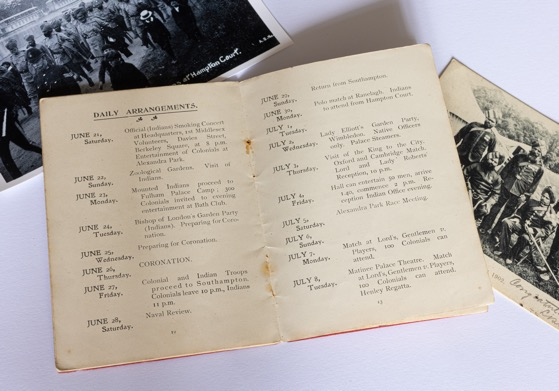 at Hampton Court.
DAILY ARRANGEMENTS.
JUNE 21, Official (Indian) Smoking Concert
Saturday. at Headquarters, 1st Middlesex
Volunteers, Davies Street,
Berkeley Square, at 8 p.m.
Entertainment of Colonials at
Alexandra Park.
JUNE 22, Zoological Gardens. Visit of
Sunday. Indians.
JUNE 23, Mounted Indians proceed to
Monday. Fulham Palace Camp; 300
Colonials invited to evening
entertainment at Bath Club.
JUNE 24, Bishop of London's Garden Party
Tuesday. (Indians). Preparing for Coro-
nation.
JUNE 25, Preparing for Coronation.
Wednesday.
JUNE 26, CORONATION.
Thursday.
JUNE 27, Colonial and Indian Troops
Friday. proceed to Southampton.
Colonials leave 10 p.m., Indians
11 p.m.
JUNE 28, Naval Review.
Saturday.
12
JUNE 29, Return from Southampton.
Sunday.
JUNE 30, Polo match at Ranelagh. Indians
Monday. to attend from Hampton Court.
JULY 1,
Tuesday.
JULY 2, Lady Elliott's Garden Party,
Wednesday. Wimbledon. Native Officers
only. Palace Steamers.
JULY 3, Visit of the King to the City.
Thursday. Oxford and Cambridge Match.
Lord and Lady Roberts'
Reception, 10 p.m.
JULY 4, Hall can entertain 90 men, arrive
Friday. 1.40, commence 2 p.m. Re-
ception Indian Office evening.
JULY 5, Alexandra Park Race Meeting.
Saturday.
JULY 6,
Sunday.
JULY 7, Match at Lord's, Gentlemen v.
Monday. Players, 100 Colonials can
attend.
JULY 8, Matinee Palace Theatre. Match
Tuesday. at Lord's, Gentlemen v. Players,
100 Colonials can attend.
Henley Regatta.
13